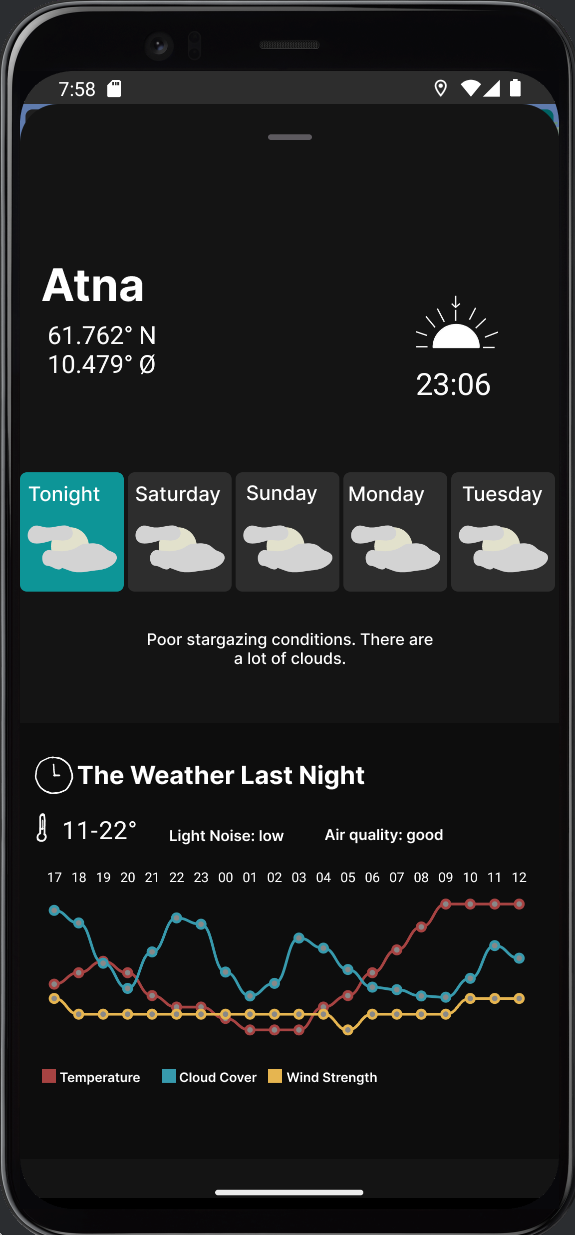 7:58
Atna
61.762° N
10.479° Ø
23:06
Tonight Saturday Sunday Monday Tuesday
Poor stargazing conditions. There are
a lot of clouds.
The Weather Last Night
11-22° Light Noise: low Air quality: good
17 18 19 20 21 22 23 00 01 02 03 04 05 06 07 08 09 10 11 12
Temperature Cloud Cover Wind Strength